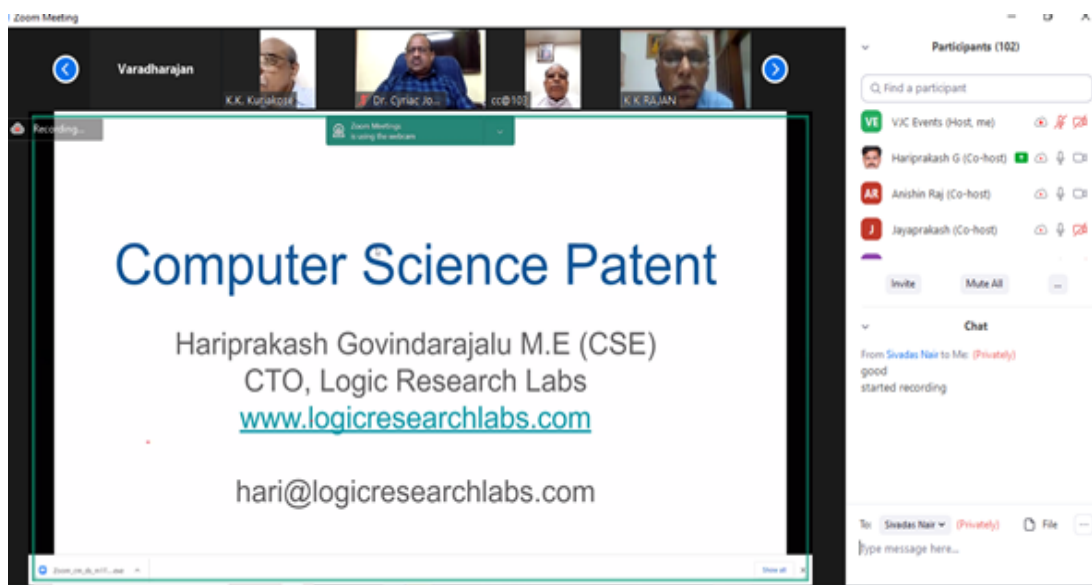 Zoom Meeting
Participants (102)
Varadharajan
K.K. Kuriakose
Dr. Cyriac Jo...
cc@103
K K RAJAN
Find a participant
Recording...
Zoom Meetings
is using the webcam
VE VJC Events (Host, me)
Hariprakash G (Co-host)
AR Anishin Raj (Co-host)
J Jayaprakash (Co-host)
Invite Mute All ...
Computer Science Patent
Hariprakash Govindarajalu M.E (CSE)
CTO, Logic Research Labs
www.logicresearchlabs.com
hari@logicresearchlabs.com
Chat
From Sivadas Nair to Me: (Privately)
good
started recording
To: Sivadas Nair (Privately) File ...
Type message here...
Show all